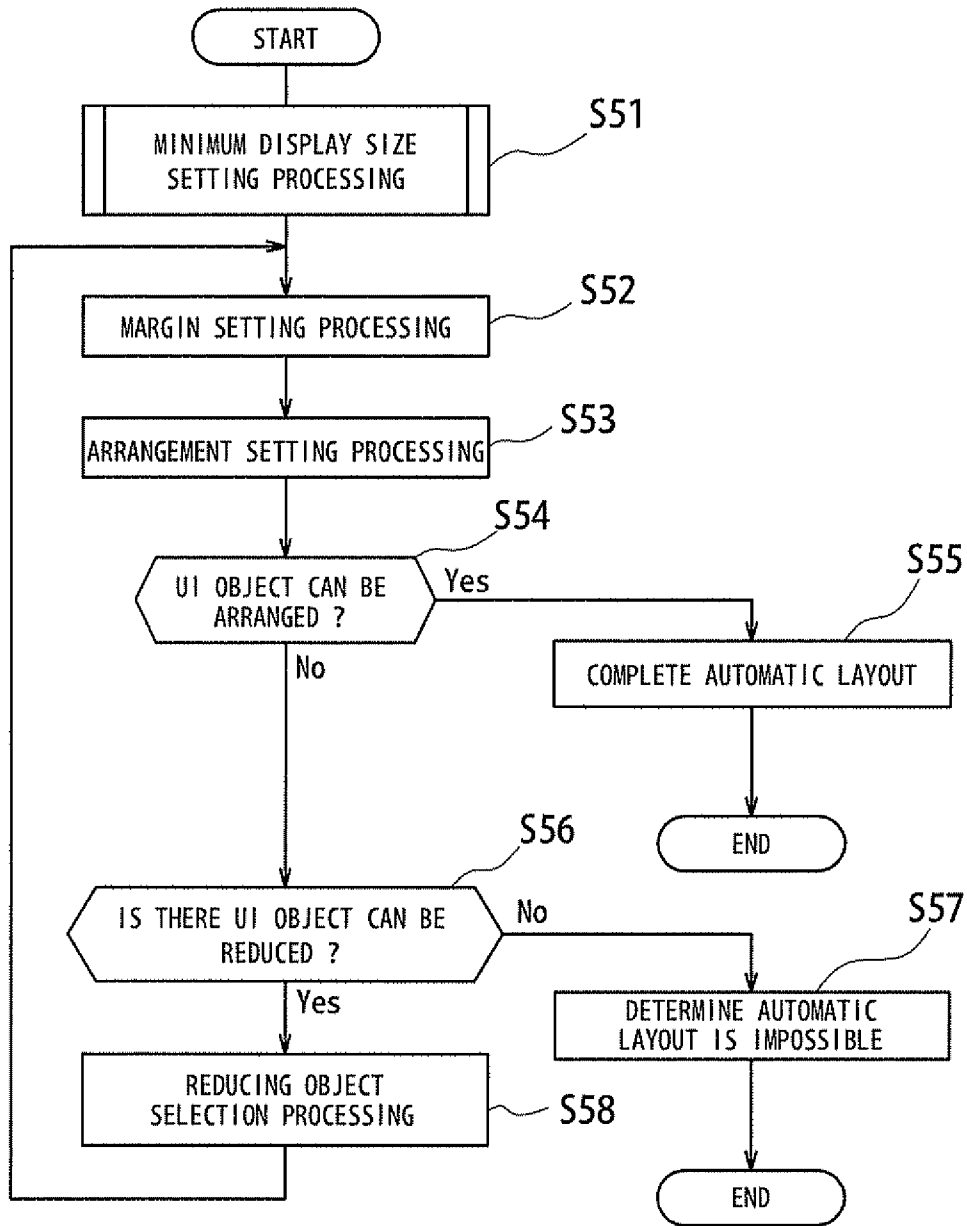 START
S51
MINIMUM DISPLAY SIZE
SETTING PROCESSING
S52
MARGIN SETTING PROCESSING
S53
ARRANGEMENT SETTING PROCESSING
S54
UI OBJECT CAN BE
ARRANGED ?
Yes
No
S55
COMPLETE AUTOMATIC LAYOUT
END
S56
IS THERE UI OBJECT CAN BE
REDUCED ?
No
Yes
S57
DETERMINE AUTOMATIC
LAYOUT IS IMPOSSIBLE
REDUCING OBJECT
SELECTION PROCESSING
S58
END